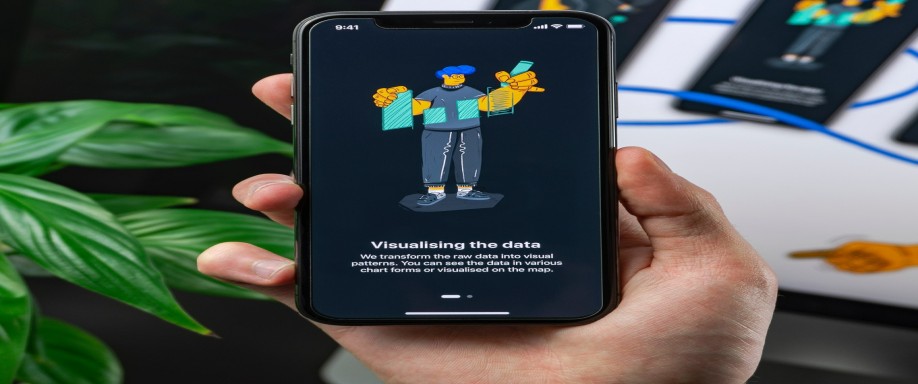 9:41
Visualising the data
We transform the raw data into visual
patterns. You can see the data in various
chart forms or visualised on the map.